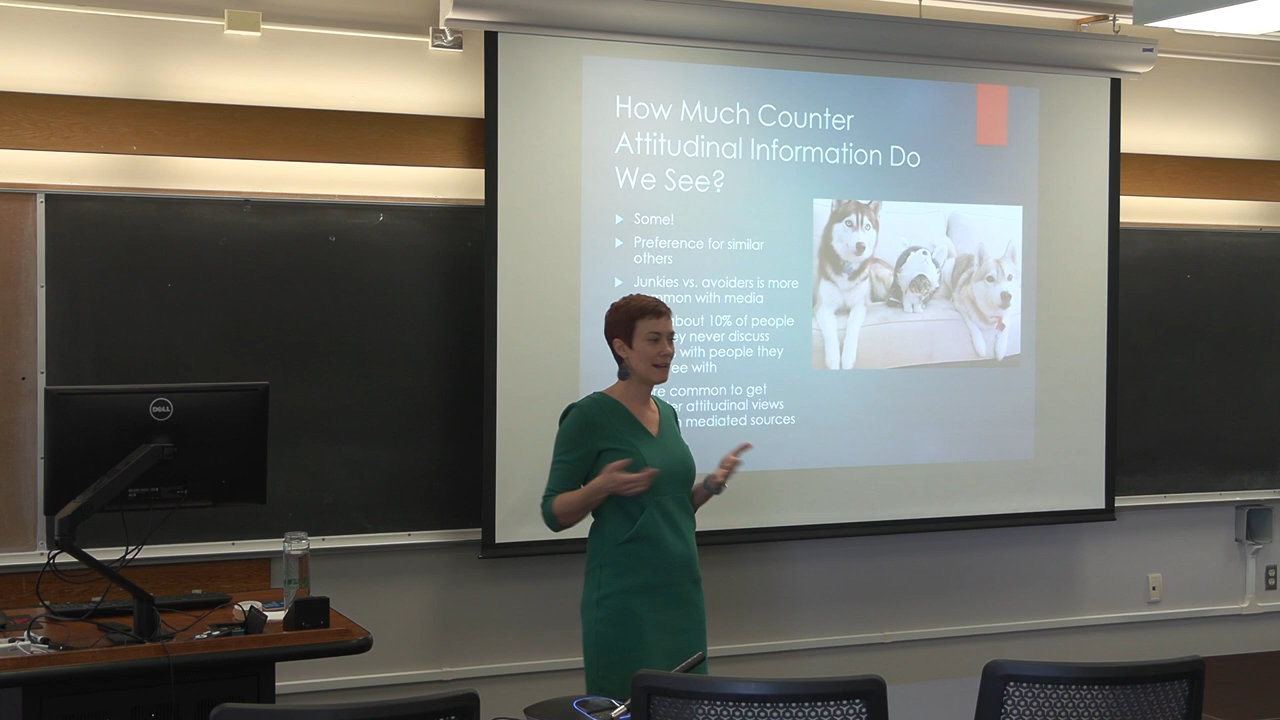 How Much Counter
Attitudinal Information Do
We See?
Some!
Preference for similar
others
Junkies vs. avoiders is more
with media
about 10% of people
never discuss
with people they
with
common to get
attitudinal views
mediated sources
DELL